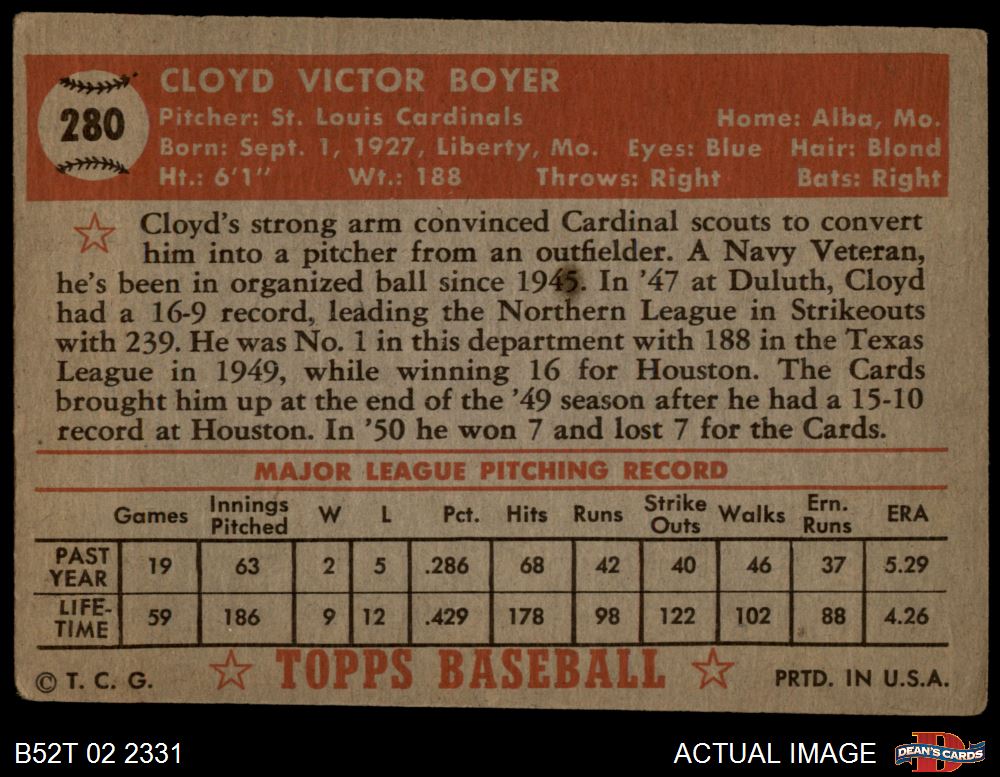 CLOYD VICTOR BOYER
280
Pitcher: St. Louis Cardinals Home: Alba, Mo.
Born: Sept. 1, 1927, Liberty, Mo. Eyes: Blue Hair: Blond
Ht.: 6'1" Wt.: 188 Throws: Right Bats: Right
Cloyd's strong arm convinced Cardinal scouts to convert
him into a pitcher from an outfielder. A Navy Veteran,
he's been in organized ball since 1945. In '47 at Duluth, Cloyd
had a 16-9 record, leading the Northern League in Strikeouts
with 239. He was No. 1 in this department with 188 in the Texas
League in 1949, while winning 16 for Houston. The Cards
brought him up at the end of the '49 season after he had a 15-10
record at Houston. In '50 he won 7 and lost 7 for the Cards.
MAJOR LEAGUE PITCHING RECORD
Games Innings Pitched W L Pct. Hits Runs Strike Outs Walks Ern. Runs ERA
PAST YEAR 19 63 2 5 .286 68 42 40 46 37 5.29
LIFE-TIME 59 186 9 12 .429 178 98 122 102 88 4.26
© T. C. G. TOPPS BASEBALL PRTD. IN U.S.A.
B52T 02 2331 ACTUAL IMAGE DEAN'S CARDS